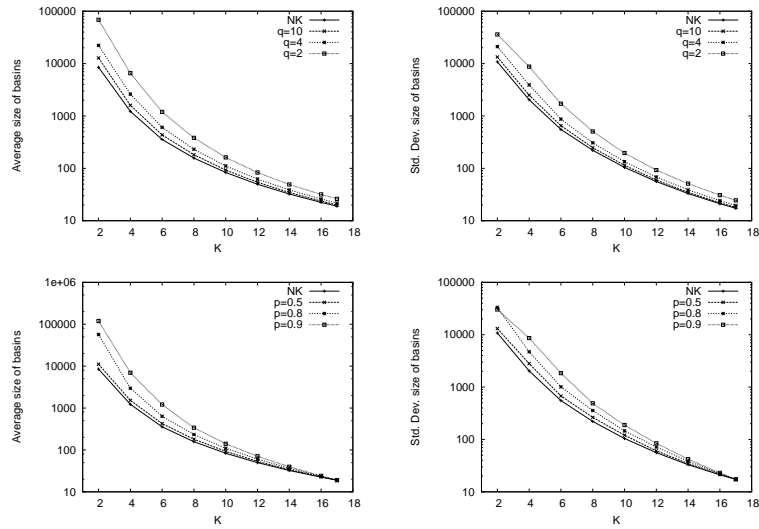 100000
10000
1000
100
10
2 4 6 8 10 12 14 16 18
K
Average size of basins
NK
q=10
q=4
q=2
100000
10000
1000
100
10
2 4 6 8 10 12 14 16 18
K
Std. Dev. size of basins
NK
q=10
q=4
q=2
1e+06
100000
10000
1000
100
10
2 4 6 8 10 12 14 16 18
K
Average size of basins
NK
p=0.5
p=0.8
p=0.9
100000
10000
1000
100
10
2 4 6 8 10 12 14 16 18
K
Std. Dev. size of basins
NK
p=0.5
p=0.8
p=0.9